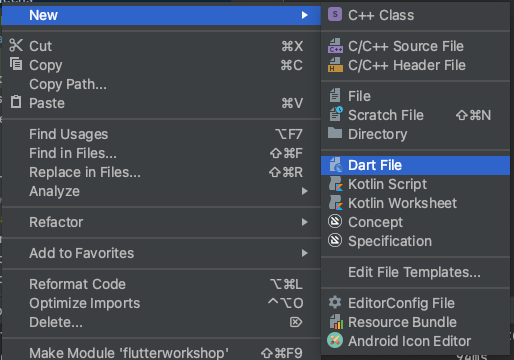 New
Cut ⌘X
Copy ⌘C
Copy Path...
Paste ⌘V
Find Usages ⌥F7
Find in Files... ⇧⌘F
Replace in Files... ⇧⌘R
Analyze
Refactor
Add to Favorites
Reformat Code ⌥⌘L
Optimize Imports ^⌥O
Delete... ⌦
Make Module 'flutterworkshop' ⇧⌘F9
C++ Class
C/C++ Source File
C/C++ Header File
File
Scratch File ⇧⌘N
Directory
Dart File
Kotlin Script
Kotlin Worksheet
Concept
Specification
Edit File Templates...
EditorConfig File
Resource Bundle
Android Icon Editor
94ms